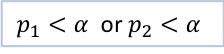 p₁ < α or p₂ < α